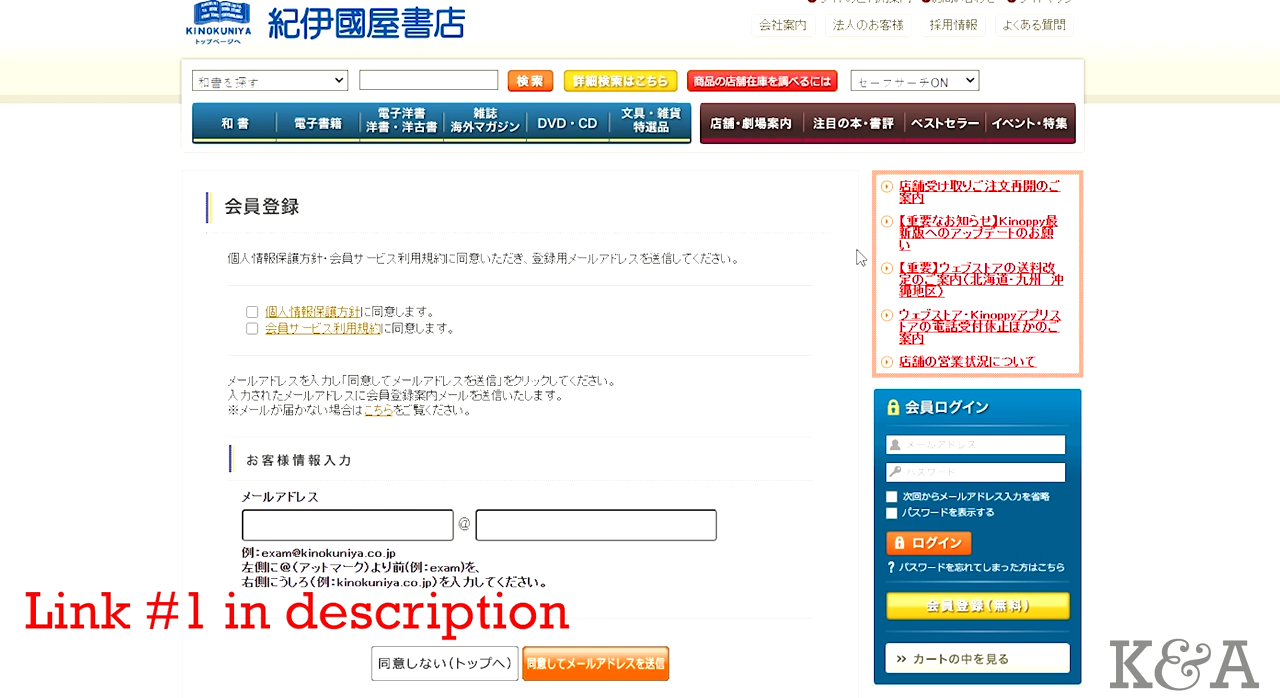 KINOKUNIYA
トップページへ
紀伊國屋書店
会社案内
法人のお客様
採用情報
よくある質問
和書を探す
検索
詳細検索はこちら
商品の店舗在庫を調べるには
セーフサーチON
和書
電子書籍
電子洋書
洋書・洋古書
雑誌
海外マガジン
DVD・CD
文具・雑貨
特選品
店舗・劇場案内
注目の本・書評
ベストセラー
イベント・特集
会員登録
個人情報保護方針・会員サービス利用規約に同意いただき、登録用メールアドレスを送信してください。
個人情報保護方針に同意します。
会員サービス利用規約に同意します。
メールアドレスを入力し「同意してメールアドレスを送信」をクリックしてください。
入力されたメールアドレスに会員登録案内メールを送信いたします。
※メールが届かない場合はこちらをご覧ください。
お客様情報入力
メールアドレス
@
例:exam@kinokuniya.co.jp
左側に@(アットマーク)より前(例:exam)を、
右側にうしろ(例:kinokuniya.co.jp)を入力してください。
Link #1 in description
同意しない(トップへ)
同意してメールアドレスを送信
店舗受け取りご注文再開のご
案内
【重要なお知らせ】Kinoppy最
新版へのアップデートのお願
い
【重要】ウェブストアの送料改
定のご案内(北海道・九州 沖
縄地区)
ウェブストア・Kinoppyアプリス
トアの電話受付休止ほかのご
案内
店舗の営業状況について
会員ログイン
メールアドレス
パスワード
次回からメールアドレス入力を省略
パスワードを表示する
ログイン
? パスワードを忘れてしまった方はこちら
会員登録(無料)
» カートの中を見る
K&A